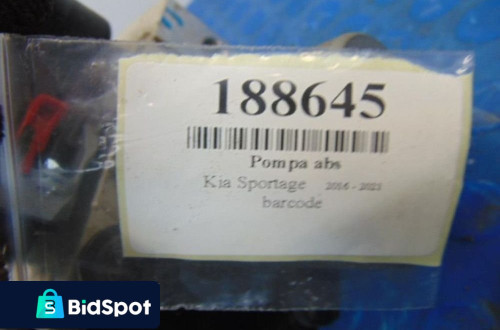 188645
Pompa abs
Kia Sportage 2016 - 2021
barcode
BidSpot